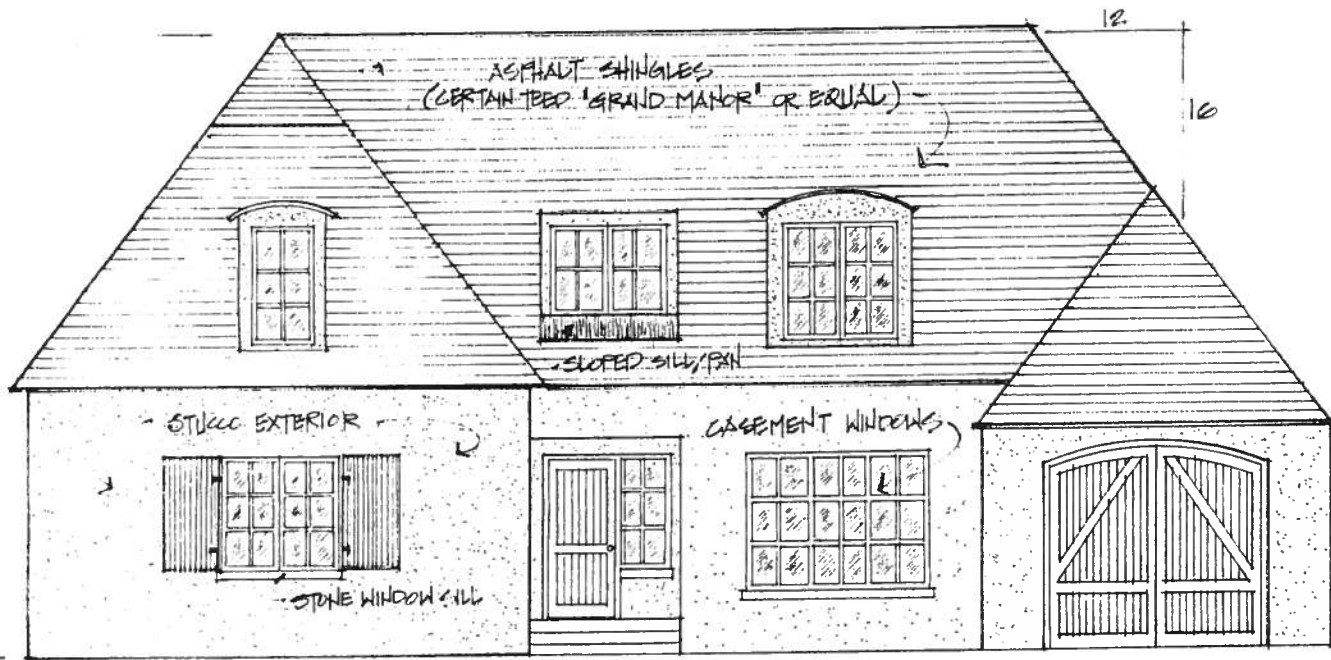 12
ASPHALT SHINGLES
(CERTAIN TEED "GRAND MANOR" OR EQUAL)
16
SLOPED SILL/PAN
STUCCO EXTERIOR
CASEMENT WINDOWS
STONE WINDOW SILL